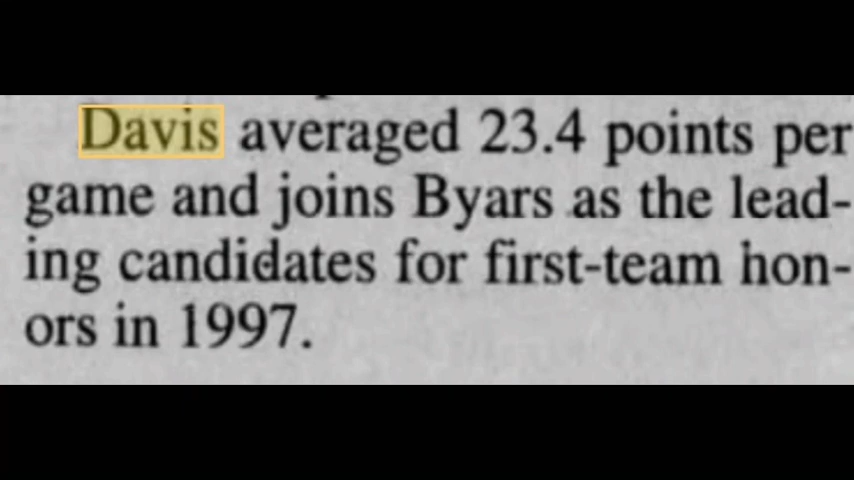 Davis averaged 23.4 points per
game and joins Byars as the lead-
ing candidates for first-team hon-
ors in 1997.